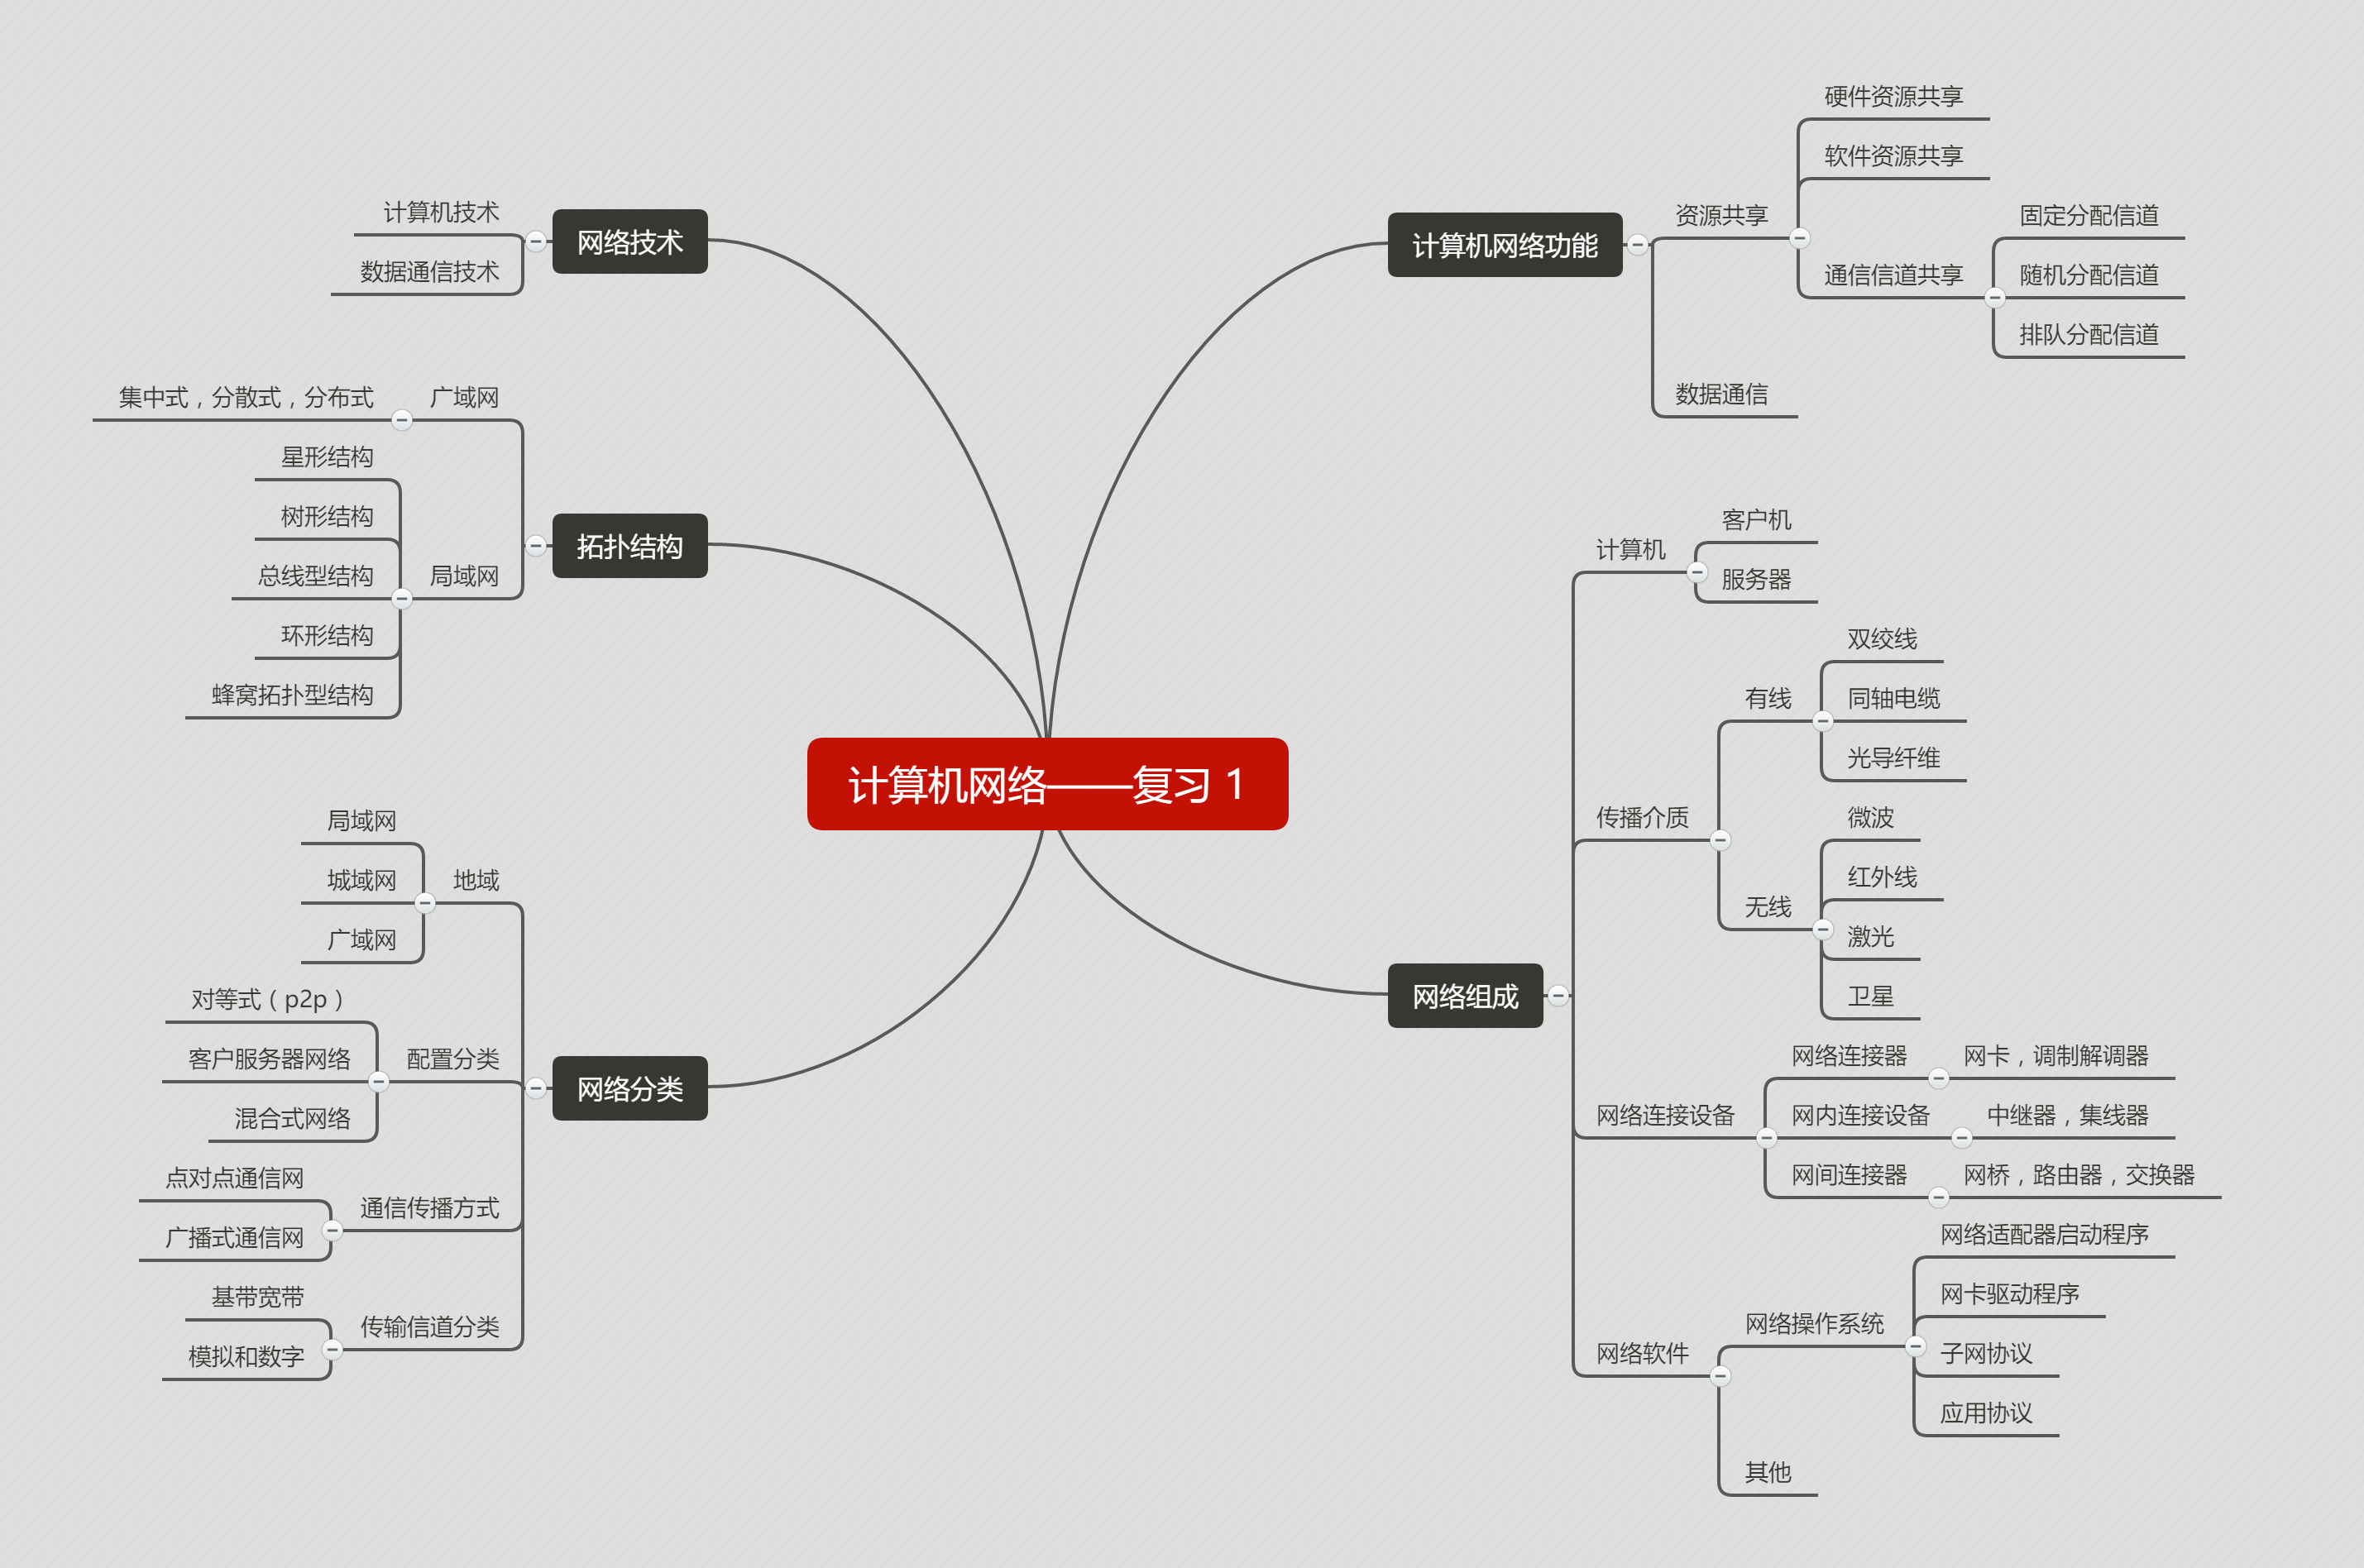 计算机网络——复习 1
计算机网络功能
资源共享
硬件资源共享
软件资源共享
通信信道共享
固定分配信道
随机分配信道
排队分配信道
数据通信
网络组成
计算机
客户机
服务器
传播介质
有线
双绞线
同轴电缆
光导纤维
无线
微波
红外线
激光
卫星
网络连接设备
网络连接器
网卡，调制解调器
网内连接设备
中继器，集线器
网间连接器
网桥，路由器，交换器
网络软件
网络操作系统
网络适配器启动程序
网卡驱动程序
子网协议
应用协议
其他
网络技术
计算机技术
数据通信技术
拓扑结构
广域网
集中式，分散式，分布式
局域网
星形结构
树形结构
总线型结构
环形结构
蜂窝拓扑型结构
网络分类
地域
局域网
城域网
广域网
配置分类
对等式（p2p）
客户服务器网络
混合式网络
通信传播方式
点对点通信网
广播式通信网
传输信道分类
基带宽带
模拟和数字